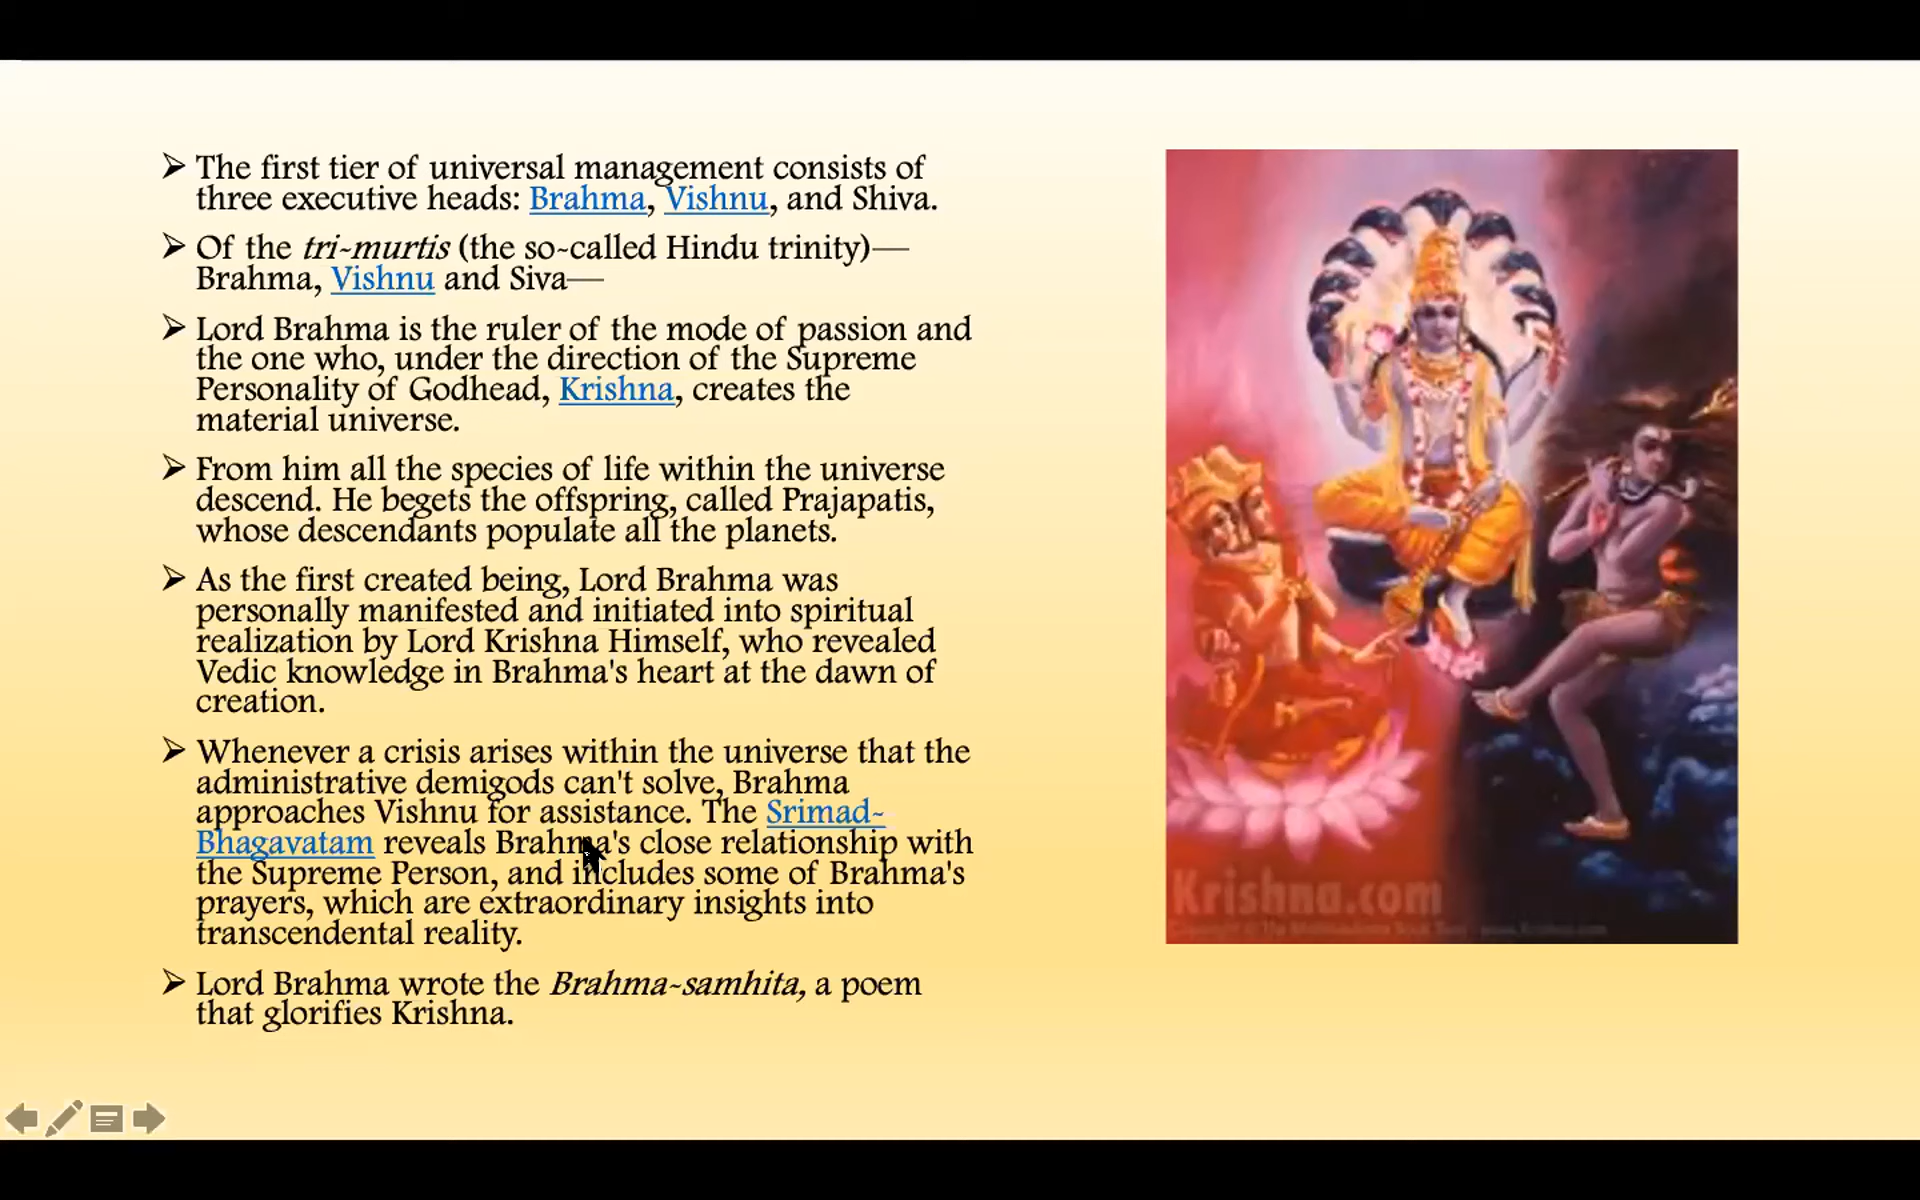 ➢ The first tier of universal management consists of
three executive heads: Brahma, Vishnu, and Shiva.
➢ Of the tri-murtis (the so-called Hindu trinity)—
Brahma, Vishnu and Siva—
➢ Lord Brahma is the ruler of the mode of passion and
the one who, under the direction of the Supreme
Personality of Godhead, Krishna, creates the
material universe.
➢ From him all the species of life within the universe
descend. He begets the offspring, called Prajapatis,
whose descendants populate all the planets.
➢ As the first created being, Lord Brahma was
personally manifested and initiated into spiritual
realization by Lord Krishna Himself, who revealed
Vedic knowledge in Brahma's heart at the dawn of
creation.
➢ Whenever a crisis arises within the universe that the
administrative demigods can't solve, Brahma
approaches Vishnu for assistance. The Srimad-
Bhagavatam reveals Brahma's close relationship with
the Supreme Person, and includes some of Brahma's
prayers, which are extraordinary insights into
transcendental reality.
➢ Lord Brahma wrote the Brahma-samhita, a poem
that glorifies Krishna.
Krishna.com